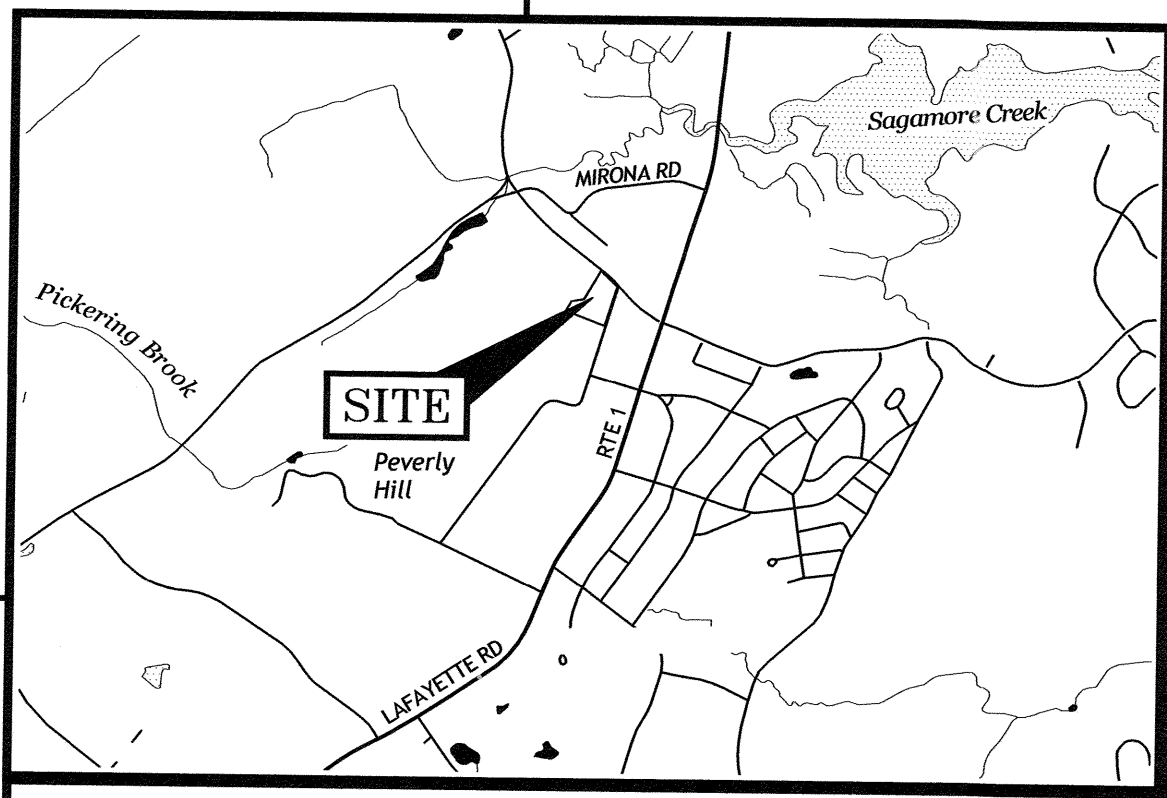 Sagamore Creek
MIRONA RD
Pickering Brook
SITE
RTE 1
Peverly
Hill
LAFAYETTE RD